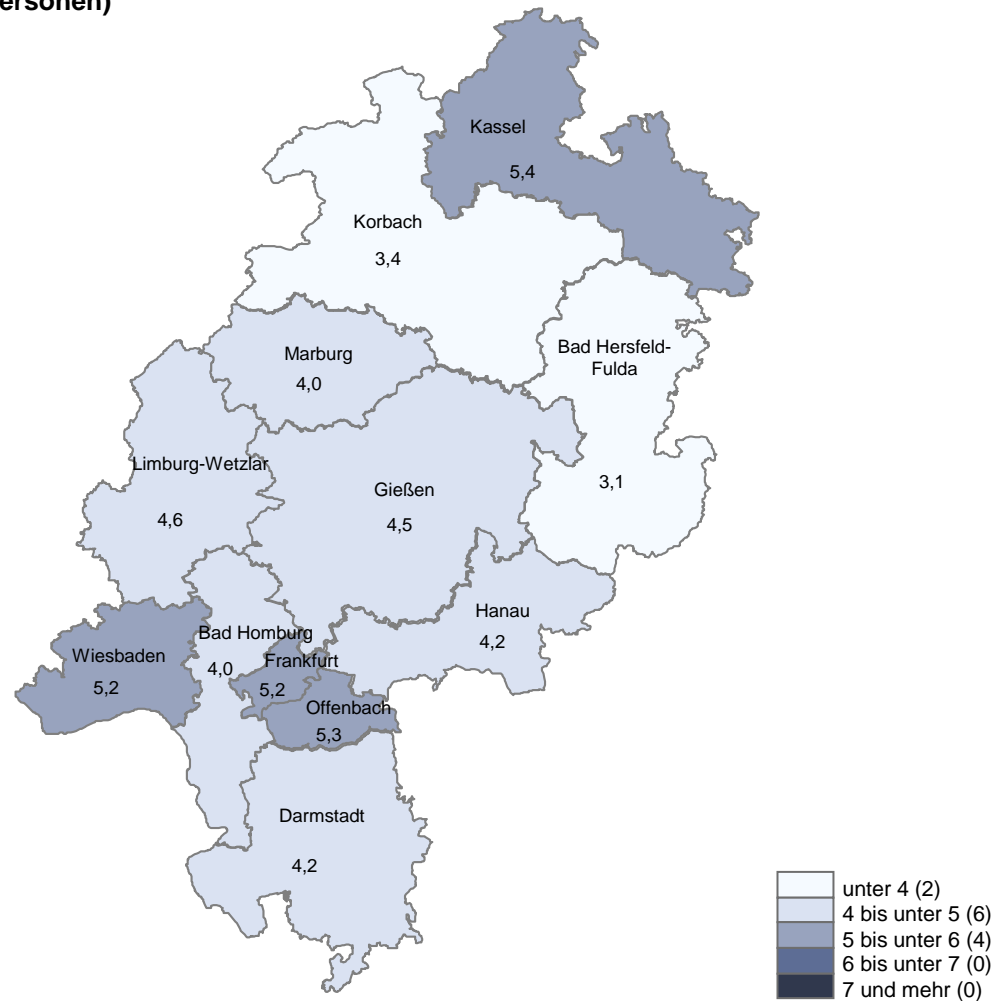 ersonen)
Kassel
5,4
Korbach
3,4
Bad Hersfeld-
Fulda
3,1
Marburg
4,0
Limburg-Wetzlar
4,6
Gießen
4,5
Hanau
4,2
Bad Homburg
4,0
Wiesbaden
5,2
Frankfurt
5,2
Offenbach
5,3
Darmstadt
4,2
unter 4 (2)
4 bis unter 5 (6)
5 bis unter 6 (4)
6 bis unter 7 (0)
7 und mehr (0)